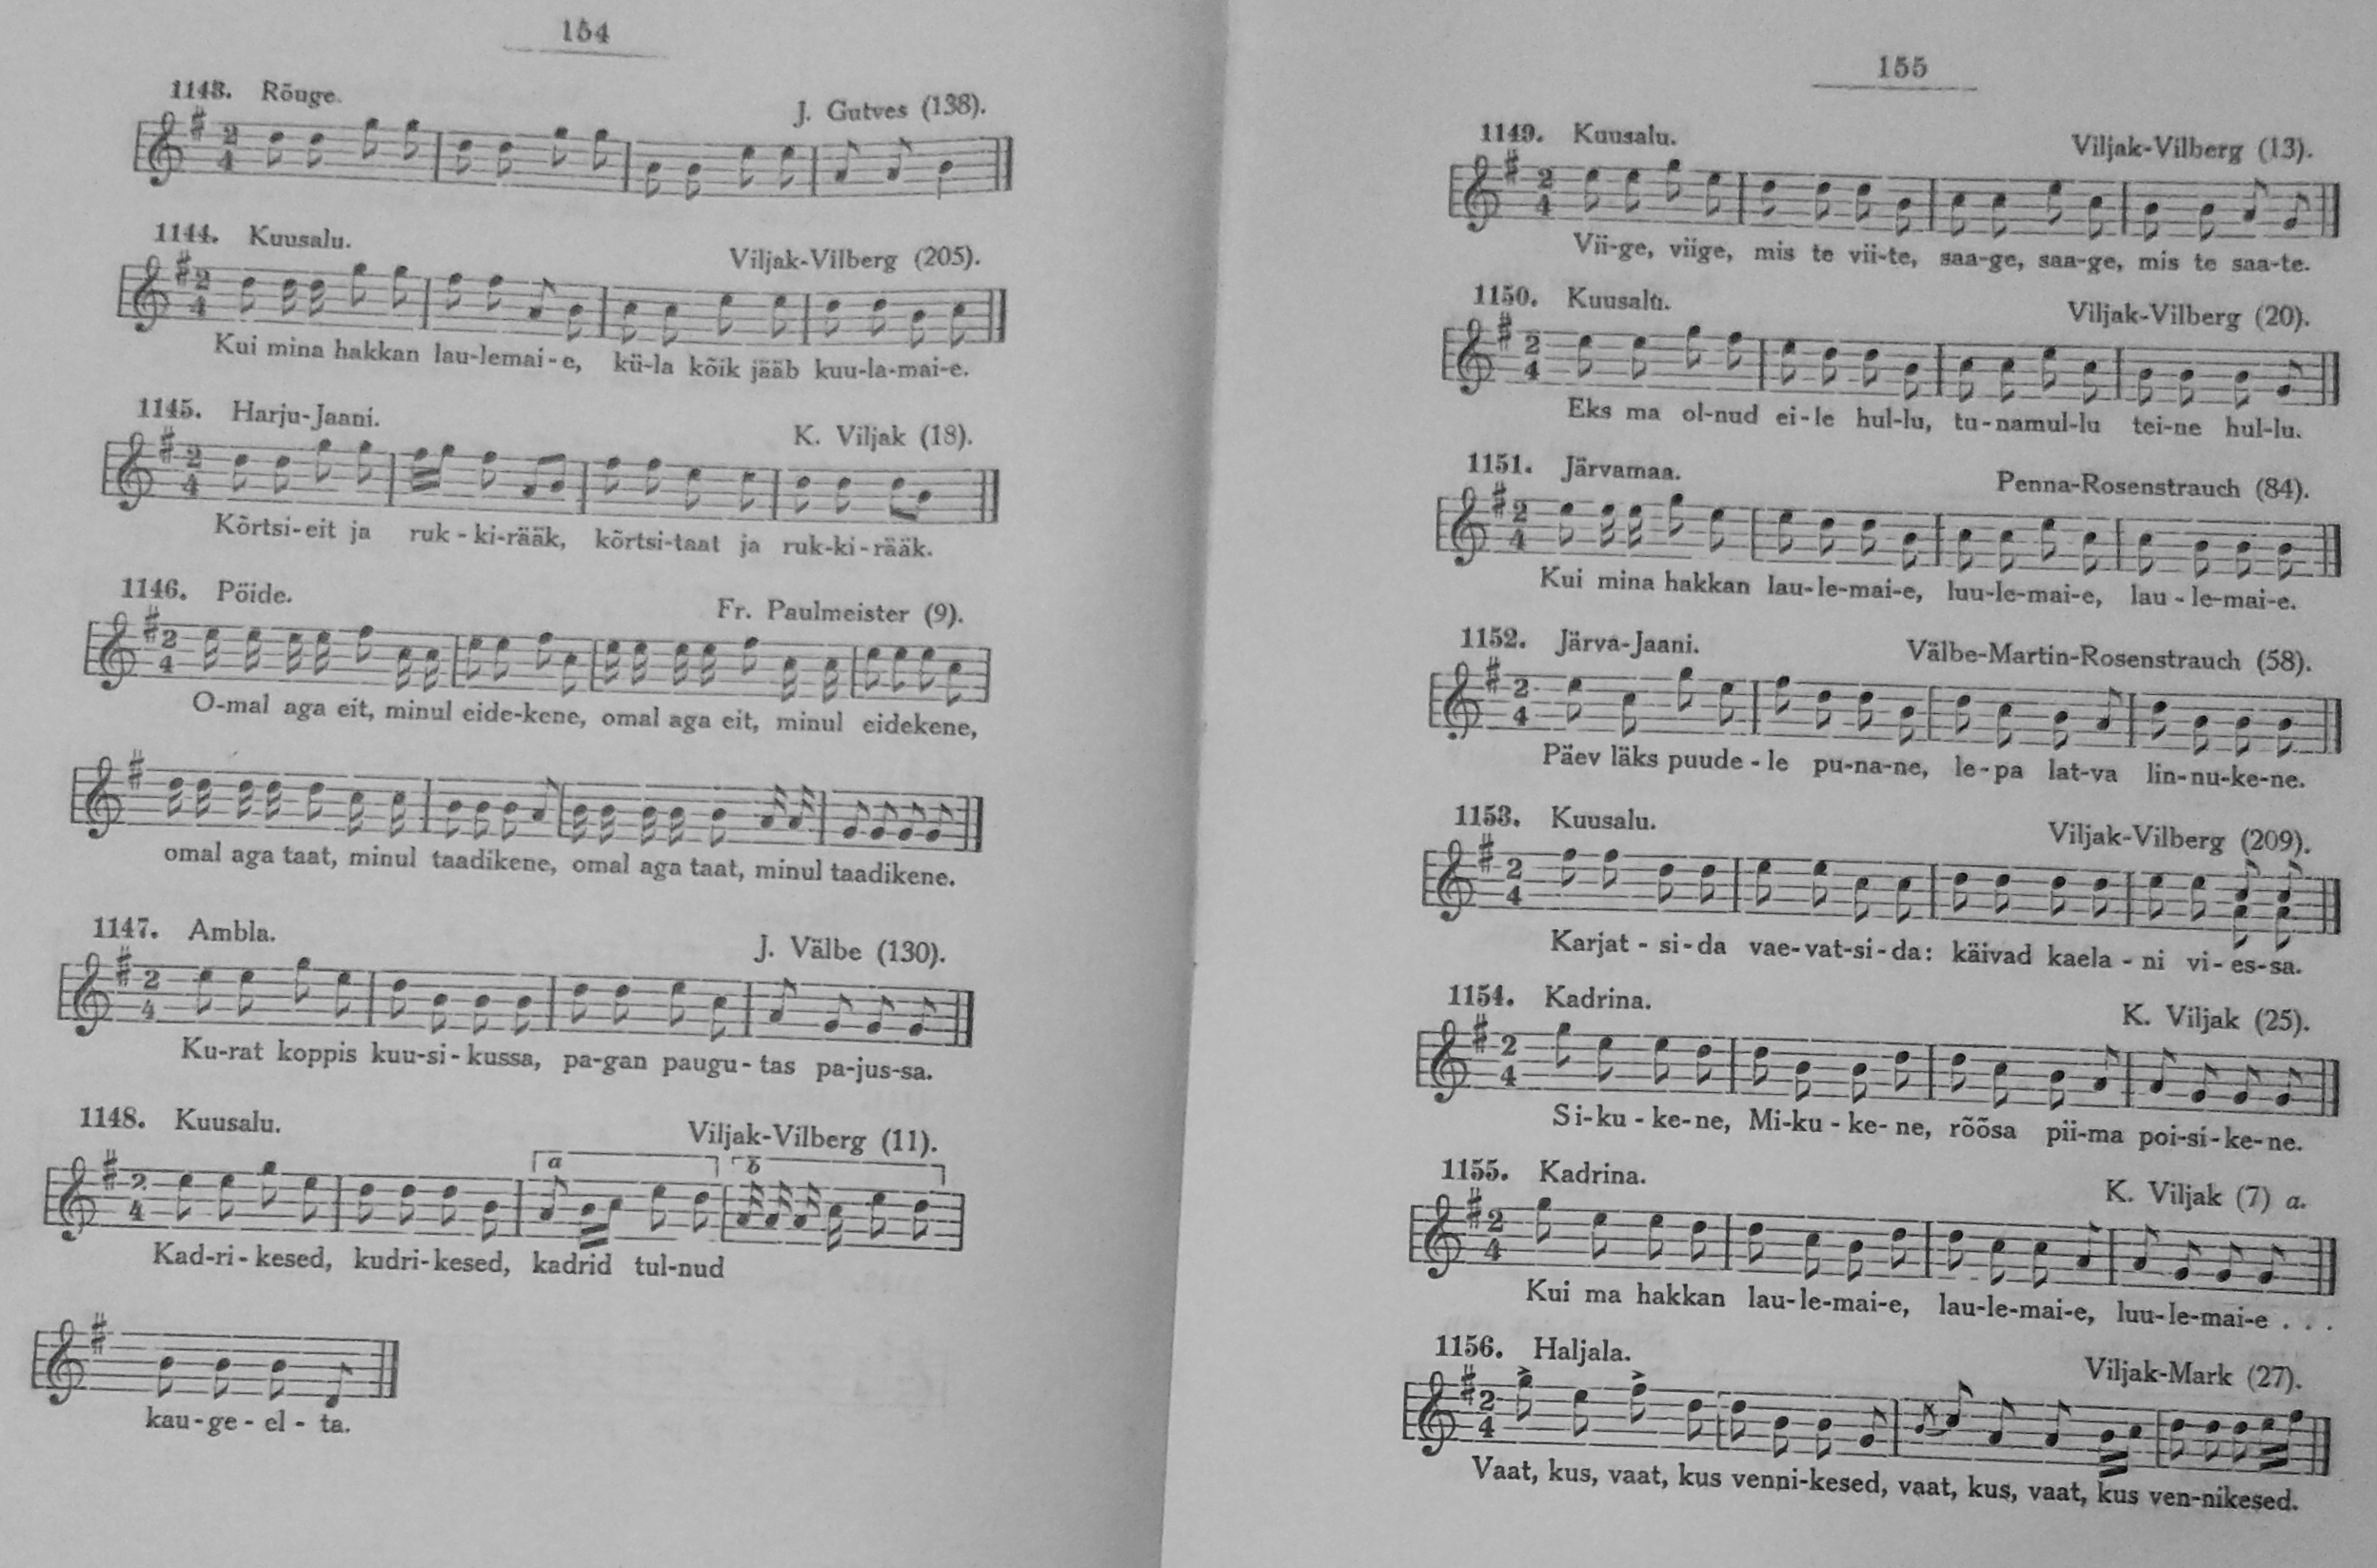 154
1143. Rõuge.
J. Gutves (138).
1144. Kuusalu.
Viljak-Vilberg (205).
Kui mina hakkan lau-lemai-e, kü-la kõik jääb kuu-la-mai-e.
1145. Harju-Jaani.
K. Viljak (18).
Kõrtsi-eit ja ruk-ki-rääk, kõrtsi-taat ja ruk-ki-rääk.
1146. Pöide.
Fr. Paulmeister (9).
O-mal aga eit, minul eide-kene, omal aga eit, minul eidekene,
omal aga taat, minul taadikene, omal aga taat, minul taadikene.
1147. Ambla.
J. Välbe (130).
Ku-rat koppis kuu-si-kussa, pa-gan paugu-tas pa-jus-sa.
1148. Kuusalu.
Viljak-Vilberg (11).
a b
Kad-ri-kesed, kudri-kesed, kadrid tul-nud
kau-ge-el-ta.
155
1149. Kuusalu.
Viljak-Vilberg (13).
Vii-ge, viige, mis te vii-te, saa-ge, saa-ge, mis te saa-te.
1150. Kuusalu.
Viljak-Vilberg (20).
Eks ma ol-nud ei-le hul-lu, tu-namul-lu tei-ne hul-lu.
1151. Järvamaa.
Penna-Rosenstrauch (84).
Kui mina hakkan lau-le-mai-e, luu-le-mai-e, lau-le-mai-e.
1152. Järva-Jaani.
Välbe-Martin-Rosenstrauch (58).
Päev läks puude-le pu-na-ne, le-pa lat-va lin-nu-ke-ne.
1153. Kuusalu.
Viljak-Vilberg (209).
Karjat-si-da vae-vat-si-da: käivad kaela-ni vi-es-sa.
1154. Kadrina.
K. Viljak (25).
Si-ku-ke-ne, Mi-ku-ke-ne, rõõsa pii-ma poi-si-ke-ne.
1155. Kadrina.
K. Viljak (7) a.
Kui ma hakkan lau-le-mai-e, lau-le-mai-e, luu-le-mai-e . . .
1156. Haljala.
Viljak-Mark (27).
Vaat, kus, vaat, kus venni-kesed, vaat, kus, vaat, kus ven-nikesed.